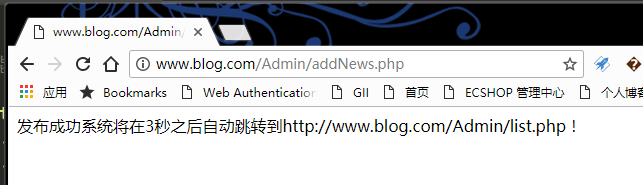 www.blog.com/Admin/
www.blog.com/Admin/addNews.php
应用 Bookmarks Web Authentication GII 首页 ECSHOP 管理中心 个人博客
发布成功系统将在3秒之后自动跳转到http://www.blog.com/Admin/list.php！